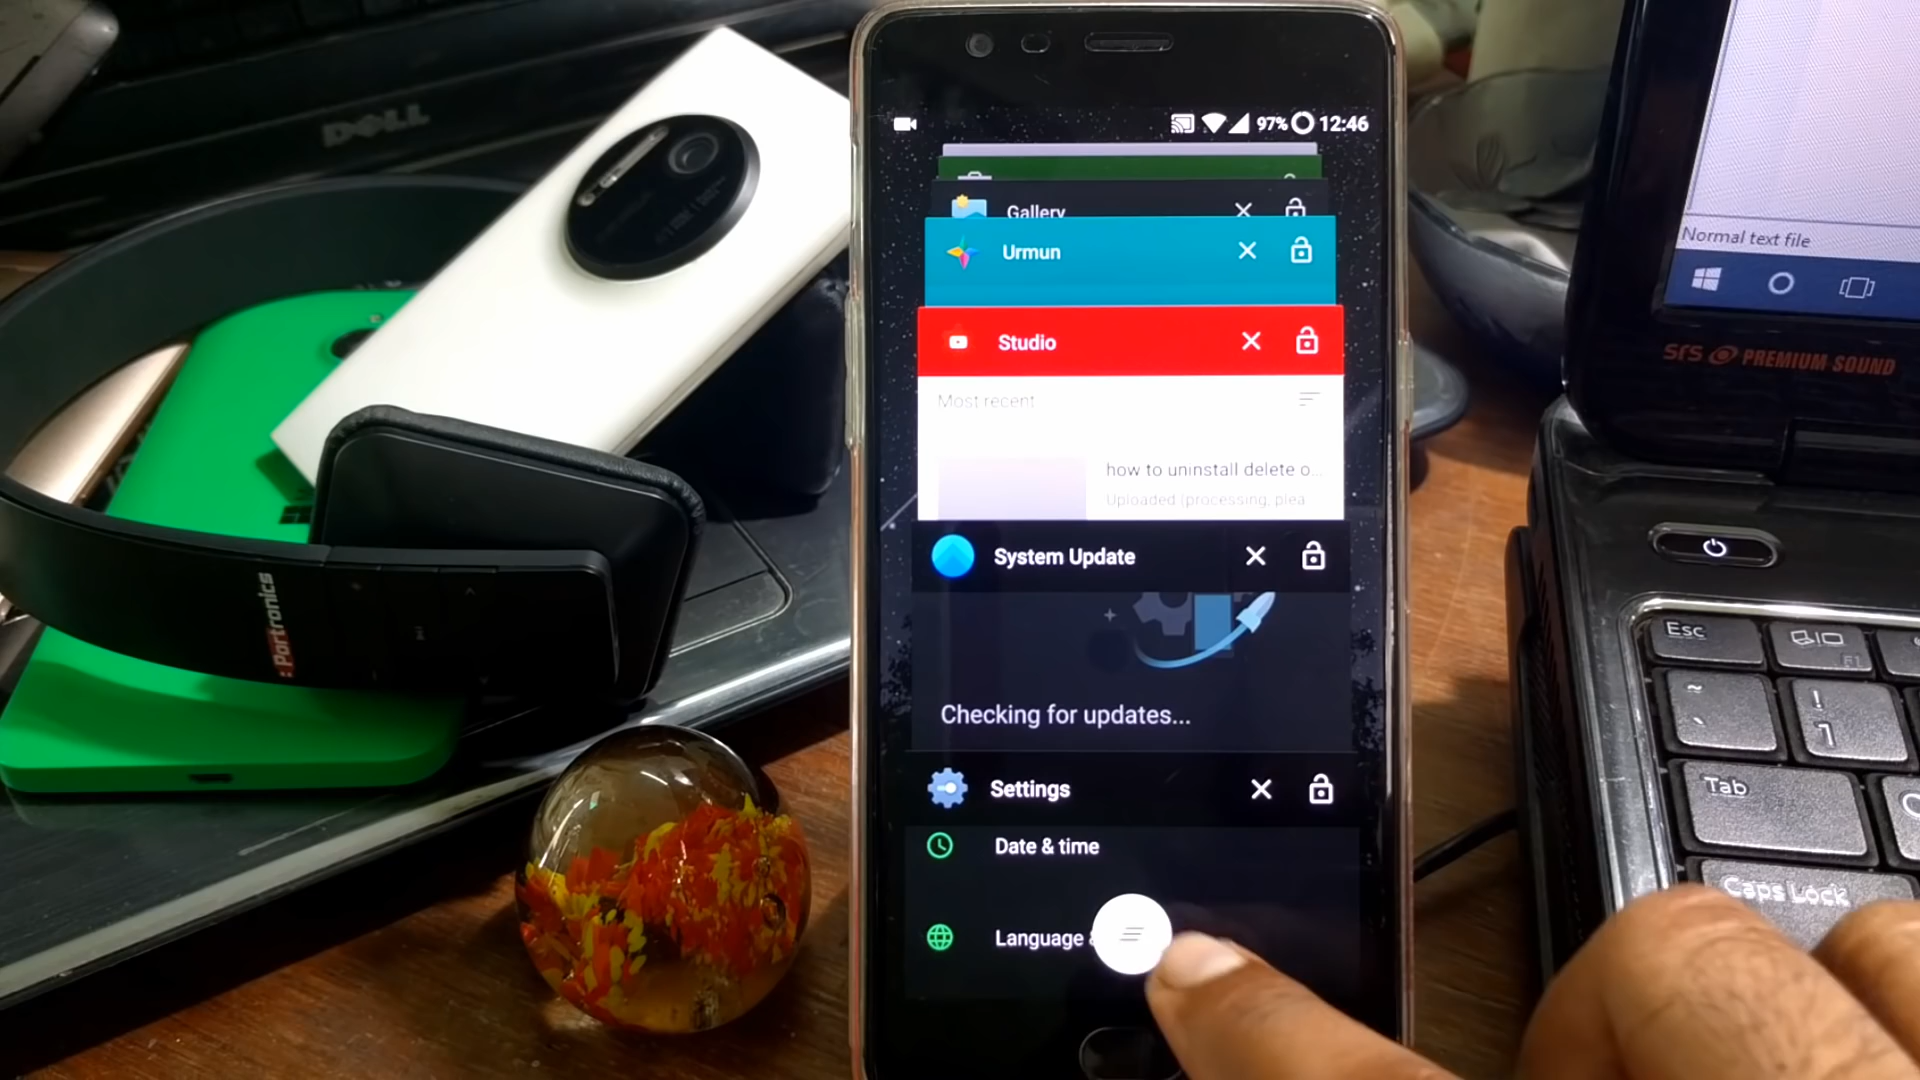 DELL
Portronics
97% 12:46
Gallery
Urmun
Studio
Most recent
how to uninstall delete o...
Uploaded (processing, plea
System Update
Checking for updates...
Settings
Date & time
Language
Normal text file
SRS PREMIUM SOUND
Esc
F1
~
`
!
1
Tab
Caps Lock